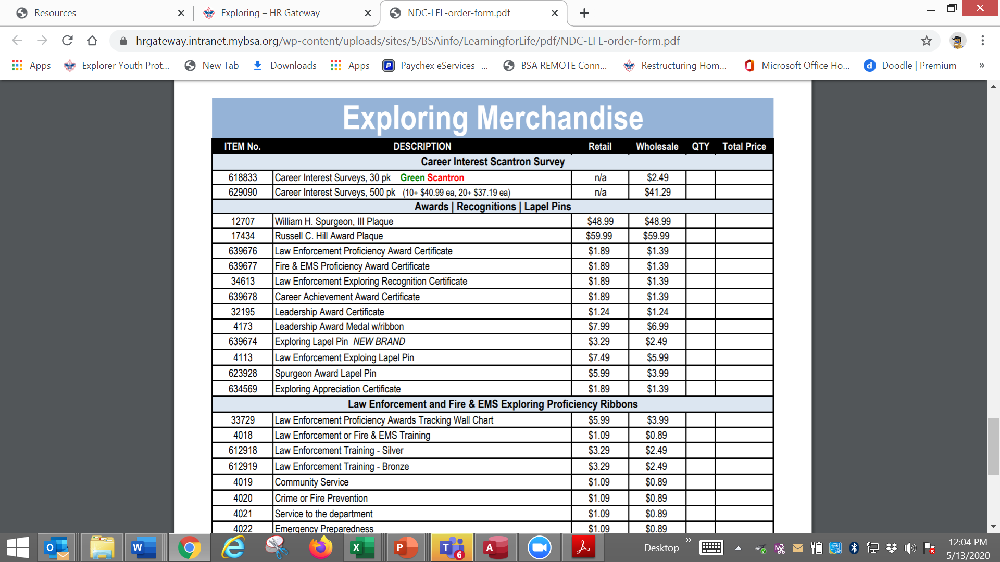 Resources
Exploring – HR Gateway
NDC-LFL-order-form.pdf
hrgateway.intranet.mybsa.org/wp-content/uploads/sites/5/BSAinfo/LearningforLife/pdf/NDC-LFL-order-form.pdf
Apps Explorer Youth Prot... New Tab Downloads Apps Paychex eServices -... BSA REMOTE Conn... Restructuring Hom... Microsoft Office Ho... Doodle | Premium »
Exploring Merchandise
ITEM No. DESCRIPTION Retail Wholesale QTY Total Price
Career Interest Scantron Survey
618833 Career Interest Surveys, 30 pk Green Scantron n/a $2.49
629090 Career Interest Surveys, 500 pk (10+ $40.99 ea, 20+ $37.19 ea) n/a $41.29
Awards | Recognitions | Lapel Pins
12707 William H. Spurgeon, III Plaque $48.99 $48.99
17434 Russell C. Hill Award Plaque $59.99 $59.99
639676 Law Enforcement Proficiency Award Certificate $1.89 $1.39
639677 Fire & EMS Proficiency Award Certificate $1.89 $1.39
34613 Law Enforcement Exploring Recognition Certificate $1.89 $1.39
639678 Career Achievement Award Certificate $1.89 $1.39
32195 Leadership Award Certificate $1.24 $1.24
4173 Leadership Award Medal w/ribbon $7.99 $6.99
639674 Exploring Lapel Pin NEW BRAND $3.29 $2.49
4113 Law Enforcement Exploing Lapel Pin $7.49 $5.99
623928 Spurgeon Award Lapel Pin $5.99 $3.99
634569 Exploring Appreciation Certificate $1.89 $1.39
Law Enforcement and Fire & EMS Exploring Proficiency Ribbons
33729 Law Enforcement Proficiency Awards Tracking Wall Chart $5.99 $3.99
4018 Law Enforcement or Fire & EMS Training $1.09 $0.89
612918 Law Enforcement Training - Silver $3.29 $2.49
612919 Law Enforcement Training - Bronze $3.29 $2.49
4019 Community Service $1.09 $0.89
4020 Crime or Fire Prevention $1.09 $0.89
4021 Service to the department $1.09 $0.89
4022 Emergency Preparedness $1.09 $0.89
Desktop »
12:04 PM
5/13/2020